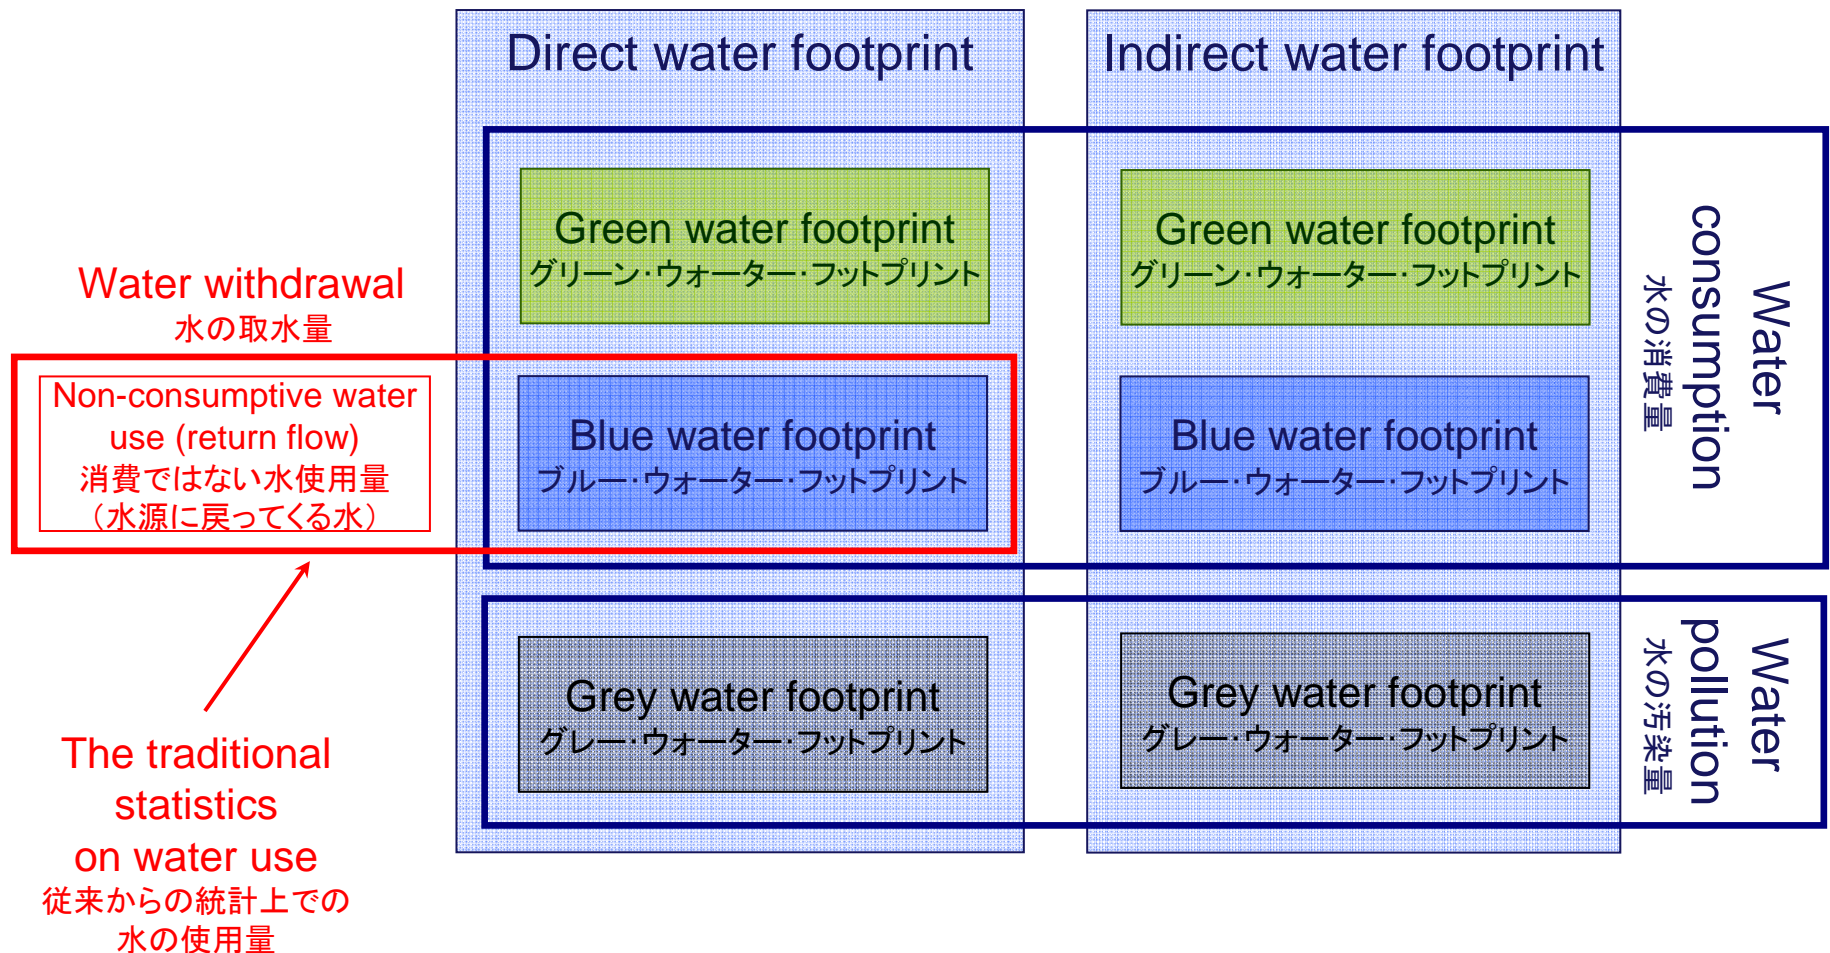 Direct water footprint
Indirect water footprint
Green water footprint
グリーン・ウォーター・フットプリント
Green water footprint
グリーン・ウォーター・フットプリント
Water
consumption
水の消費量
Water withdrawal
水の取水量
Non-consumptive water
use (return flow)
消費ではない水使用量
（水源に戻ってくる水）
Blue water footprint
ブルー・ウォーター・フットプリント
Blue water footprint
ブルー・ウォーター・フットプリント
Grey water footprint
グレー・ウォーター・フットプリント
Grey water footprint
グレー・ウォーター・フットプリント
Water
pollution
水の汚染量
The traditional
statistics
on water use
従来からの統計上での
水の使用量